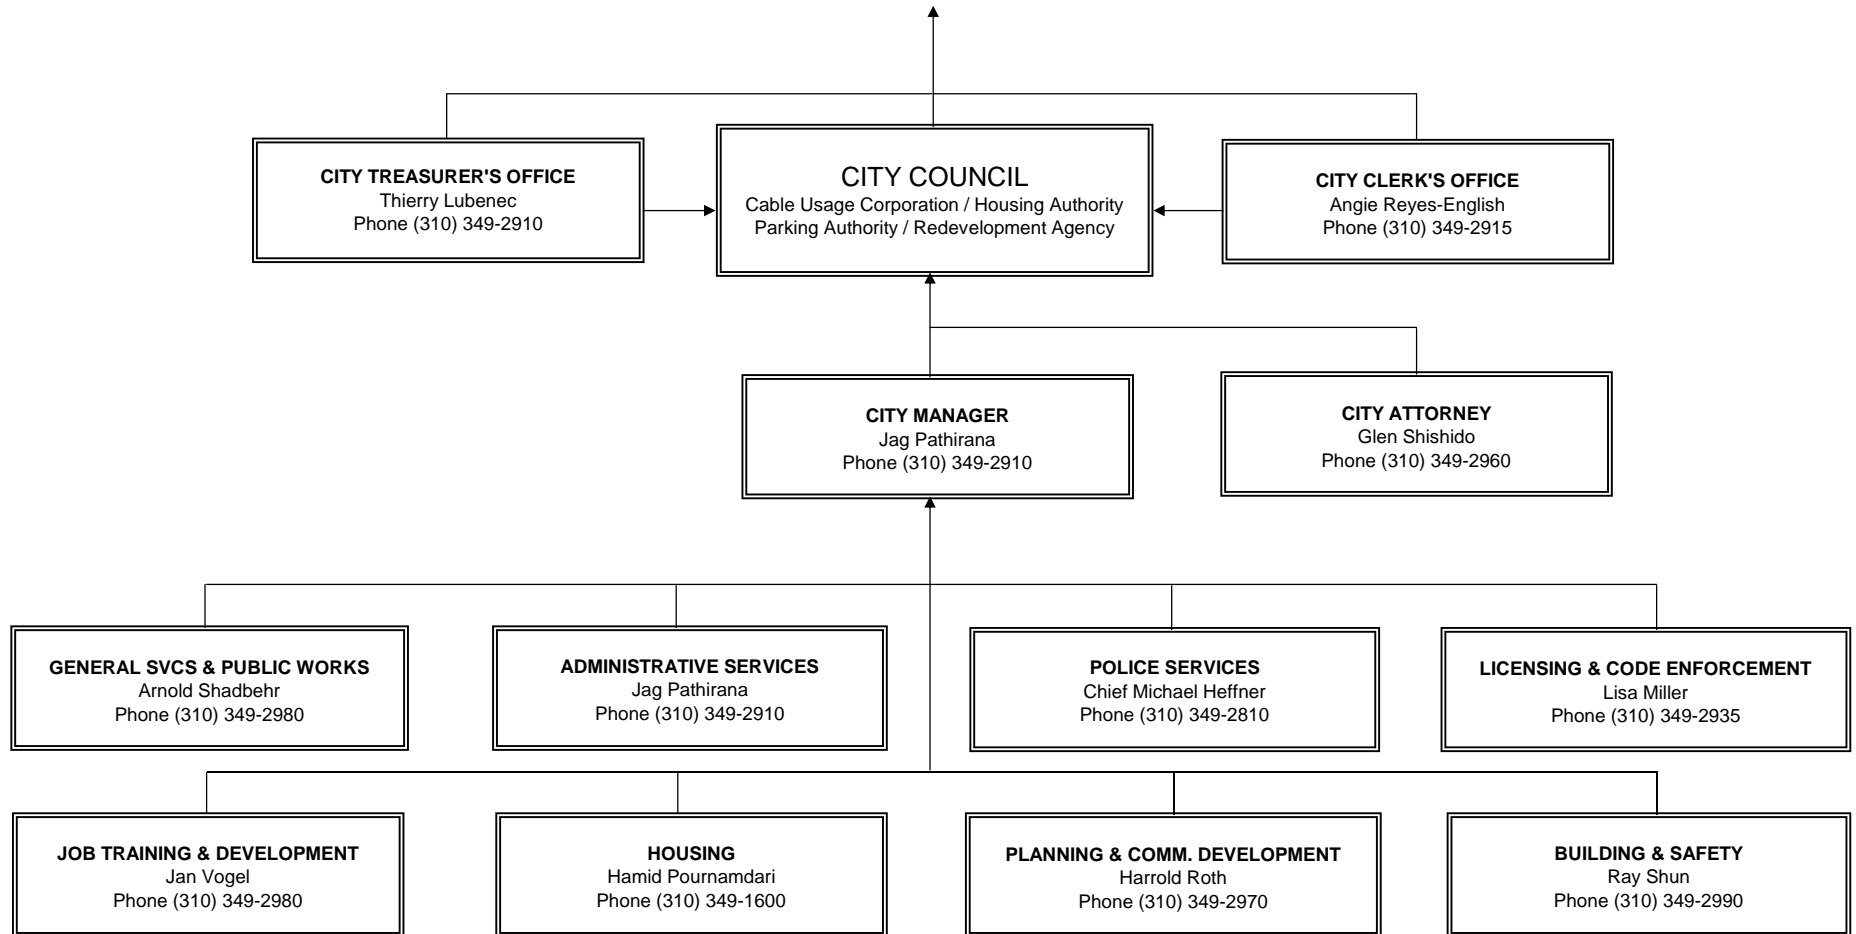 CITY TREASURER'S OFFICE
Thierry Lubenec
Phone (310) 349-2910
CITY COUNCIL
Cable Usage Corporation / Housing Authority
Parking Authority / Redevelopment Agency
CITY CLERK'S OFFICE
Angie Reyes-English
Phone (310) 349-2915
CITY MANAGER
Jag Pathirana
Phone (310) 349-2910
CITY ATTORNEY
Glen Shishido
Phone (310) 349-2960
GENERAL SVCS & PUBLIC WORKS
Arnold Shadbehr
Phone (310) 349-2980
ADMINISTRATIVE SERVICES
Jag Pathirana
Phone (310) 349-2910
POLICE SERVICES
Chief Michael Heffner
Phone (310) 349-2810
LICENSING & CODE ENFORCEMENT
Lisa Miller
Phone (310) 349-2935
JOB TRAINING & DEVELOPMENT
Jan Vogel
Phone (310) 349-2980
HOUSING
Hamid Pournamdari
Phone (310) 349-1600
PLANNING & COMM. DEVELOPMENT
Harrold Roth
Phone (310) 349-2970
BUILDING & SAFETY
Ray Shun
Phone (310) 349-2990